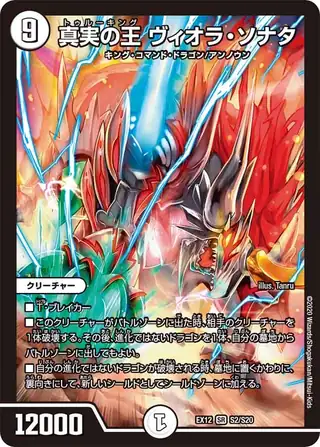 9
トゥルーキング
真実の王 ヴィオラ・ソナタ
キング・コマンド・ドラゴン/アンノウン
illus. Tanru
クリーチャー
■T・ブレイカー
■このクリーチャーがバトルゾーンに出た時、相手のクリーチャーを
1体破壊する。その後、進化ではないドラゴンを1体、自分の墓地から
バトルゾーンに出してもよい。
■自分の進化ではないドラゴンが破壊される時、墓地に置くかわりに、
裏向きにして、新しいシールドとしてシールドゾーンに加える。
12000
EX12 SR S2/S20
©2020 Wizards/Shogakukan/Mitsui-Kids